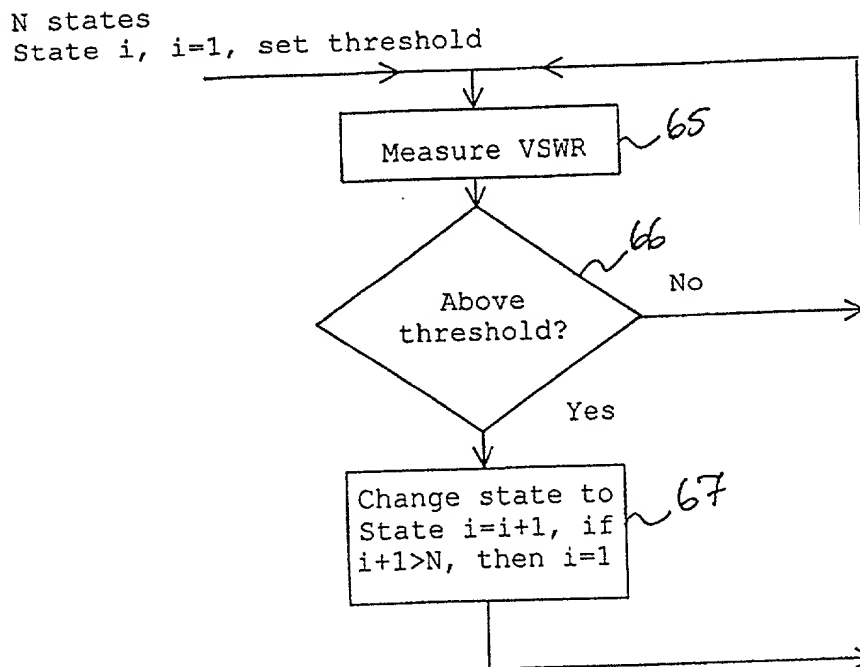 N states
State i, i=1, set threshold
Measure VSWR
65
66
Above
threshold?
No
Yes
Change state to
State i=i+1, if
i+1>N, then i=1
67